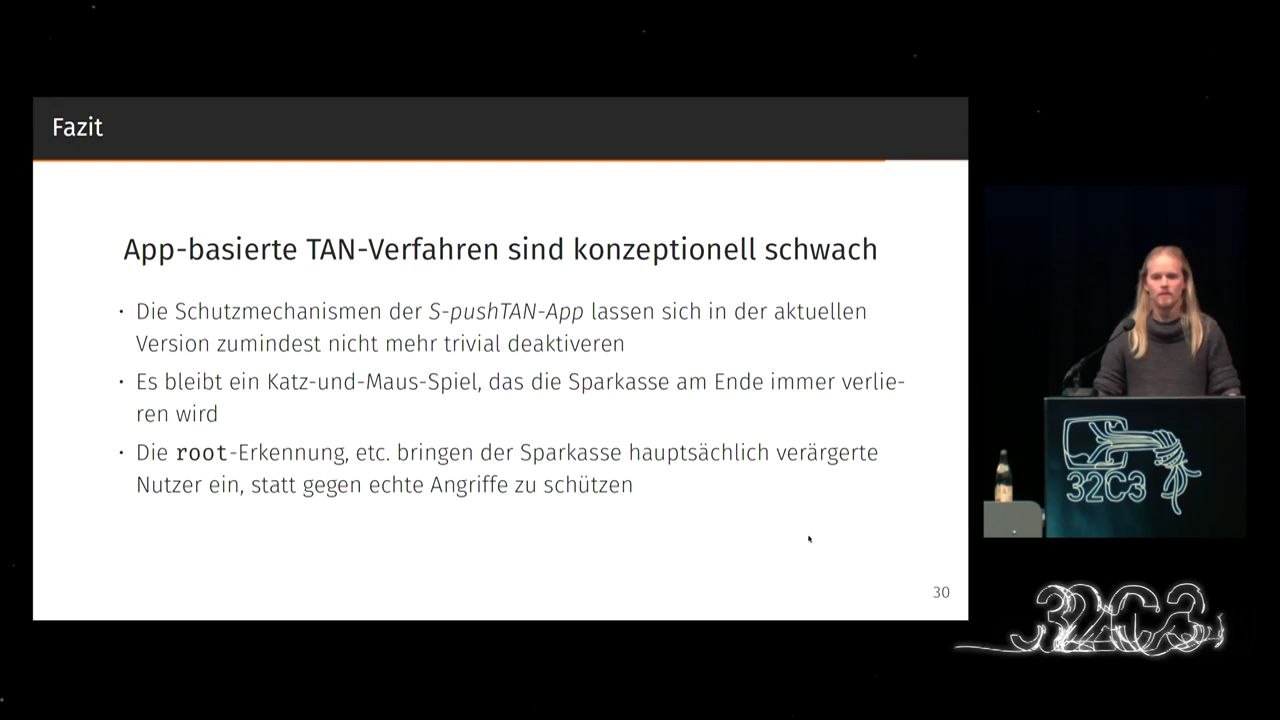 Fazit
App-basierte TAN-Verfahren sind konzeptionell schwach
· Die Schutzmechanismen der S-pushTAN-App lassen sich in der aktuellen
Version zumindest nicht mehr trivial deaktiveren
· Es bleibt ein Katz-und-Maus-Spiel, das die Sparkasse am Ende immer verlie-
ren wird
· Die root-Erkennung, etc. bringen der Sparkasse hauptsächlich verärgerte
Nutzer ein, statt gegen echte Angriffe zu schützen
30
32C3
32C3